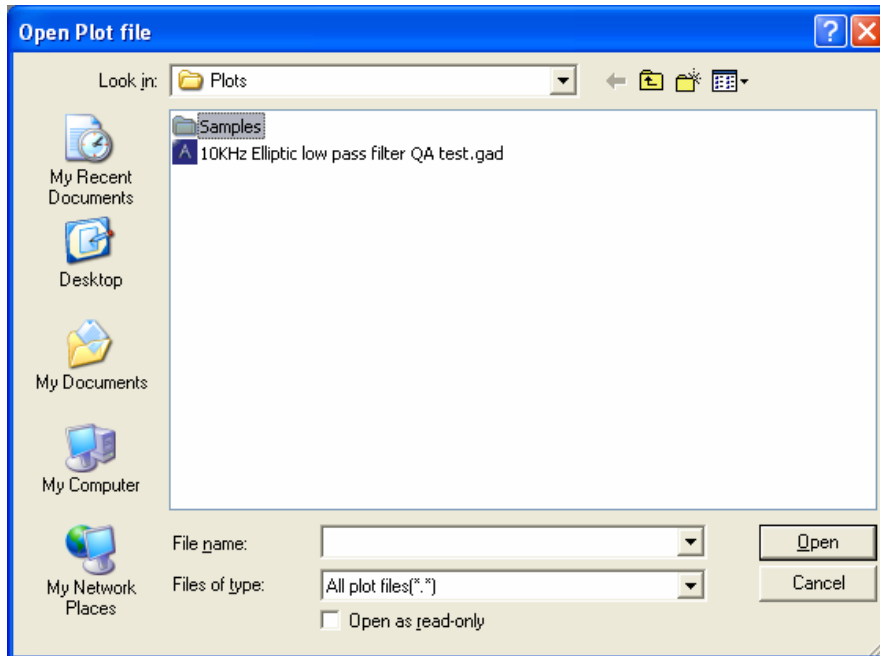 Open Plot file
Look in: Plots
Samples
10KHz Elliptic low pass filter QA test.gad
My Recent
Documents
Desktop
My Documents
My Computer
My Network
Places
File name:
Open
Files of type: All plot files(*.*)
Cancel
Open as read-only